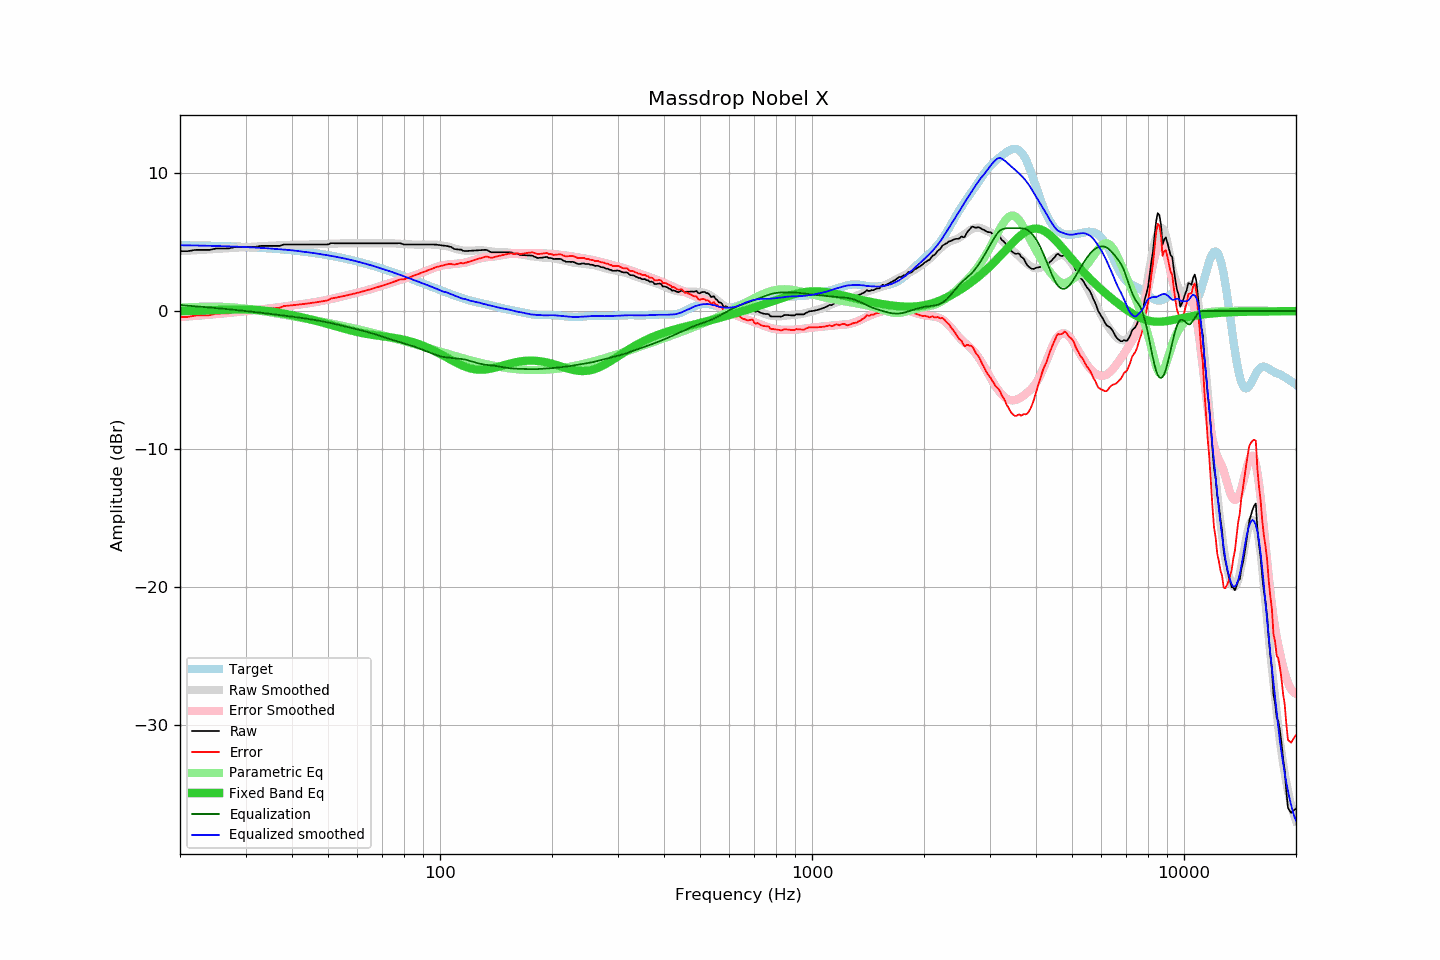 Massdrop Nobel X
Amplitude (dBr)
10
0
−10
−20
−30
Target
Raw Smoothed
Error Smoothed
Raw
Error
Parametric Eq
Fixed Band Eq
Equalization
Equalized smoothed
100
1000
10000
Frequency (Hz)